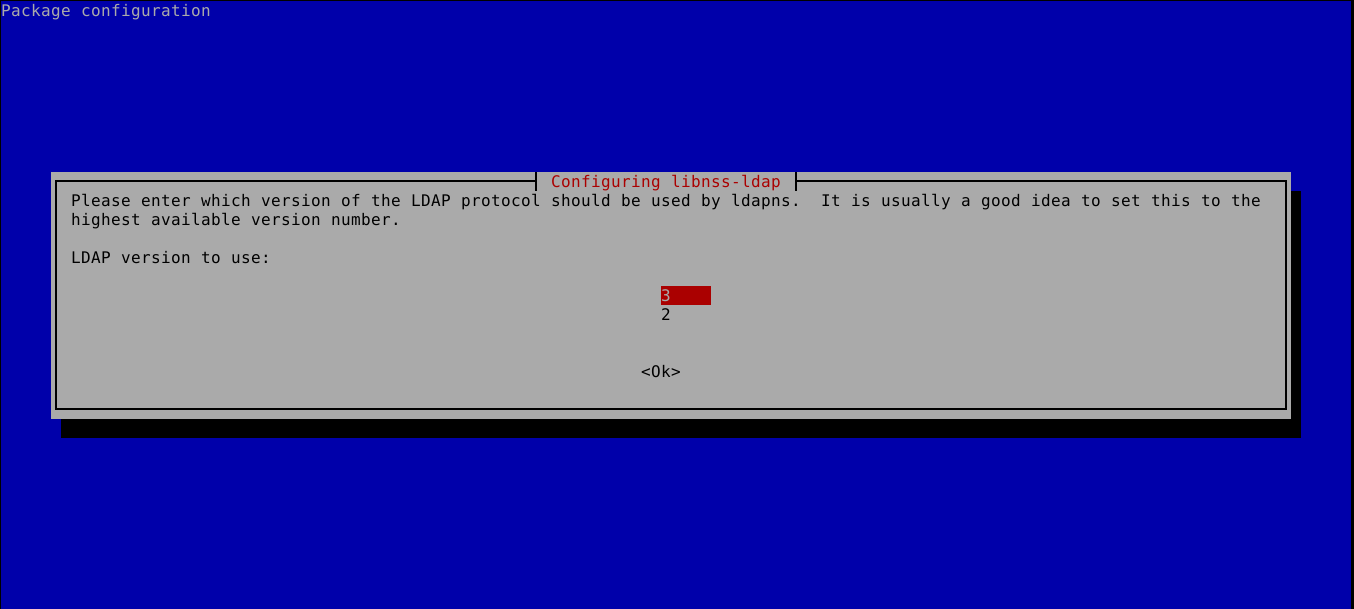 Package configuration
Configuring libnss-ldap
Please enter which version of the LDAP protocol should be used by ldapns.  It is usually a good idea to set this to the
highest available version number.
LDAP version to use:
3
2
<Ok>